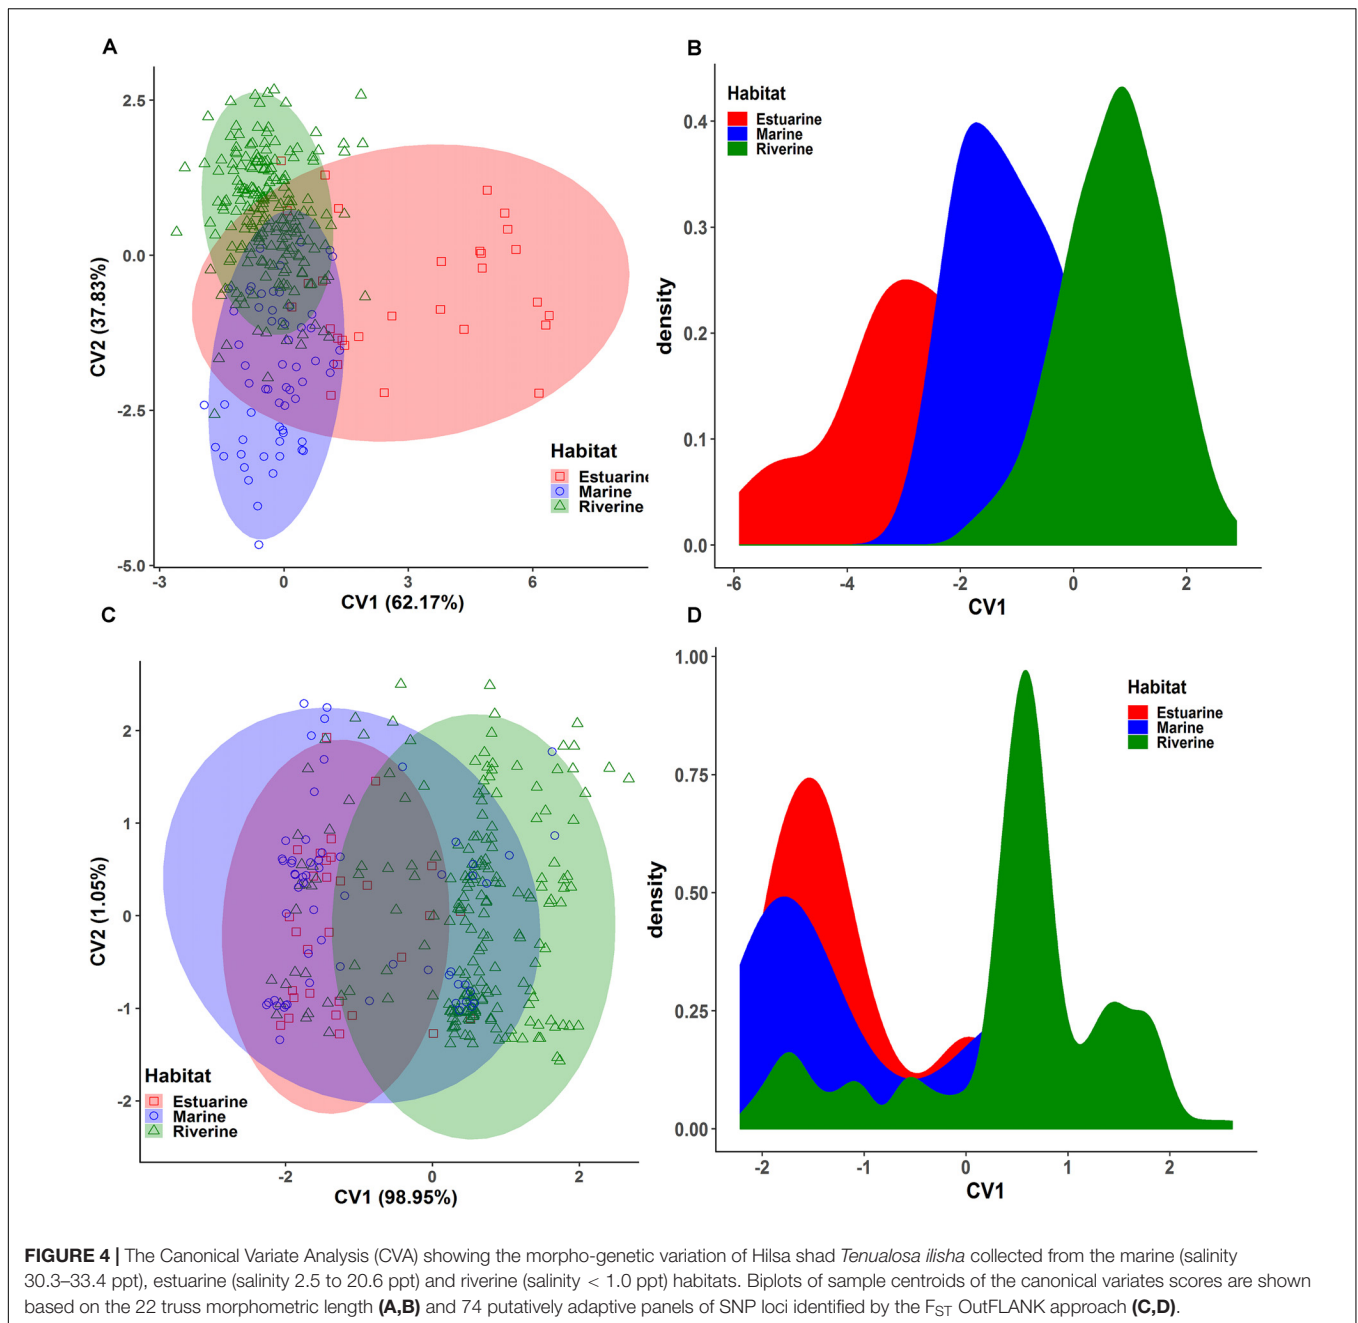 A
2.5
0.0
-2.5
-5.0
CV2 (37.83%)
-3
0
3
6
CV1 (62.17%)
Habitat
Estuarine
Marine
Riverine
B
Habitat
Estuarine
Marine
Riverine
0.4
0.3
0.2
0.1
0.0
density
-6
-4
-2
0
2
CV1
C
2
1
0
-1
-2
CV2 (1.05%)
-2
0
2
CV1 (98.95%)
Habitat
Estuarine
Marine
Riverine
D
1.00
0.75
0.50
0.25
0.00
density
-2
-1
0
1
2
CV1
Habitat
Estuarine
Marine
Riverine
FIGURE 4 | The Canonical Variate Analysis (CVA) showing the morpho-genetic variation of Hilsa shad Tenualosa ilisha collected from the marine (salinity
30.3–33.4 ppt), estuarine (salinity 2.5 to 20.6 ppt) and riverine (salinity < 1.0 ppt) habitats. Biplots of sample centroids of the canonical variates scores are shown
based on the 22 truss morphometric length (A,B) and 74 putatively adaptive panels of SNP loci identified by the FST OutFLANK approach (C,D).